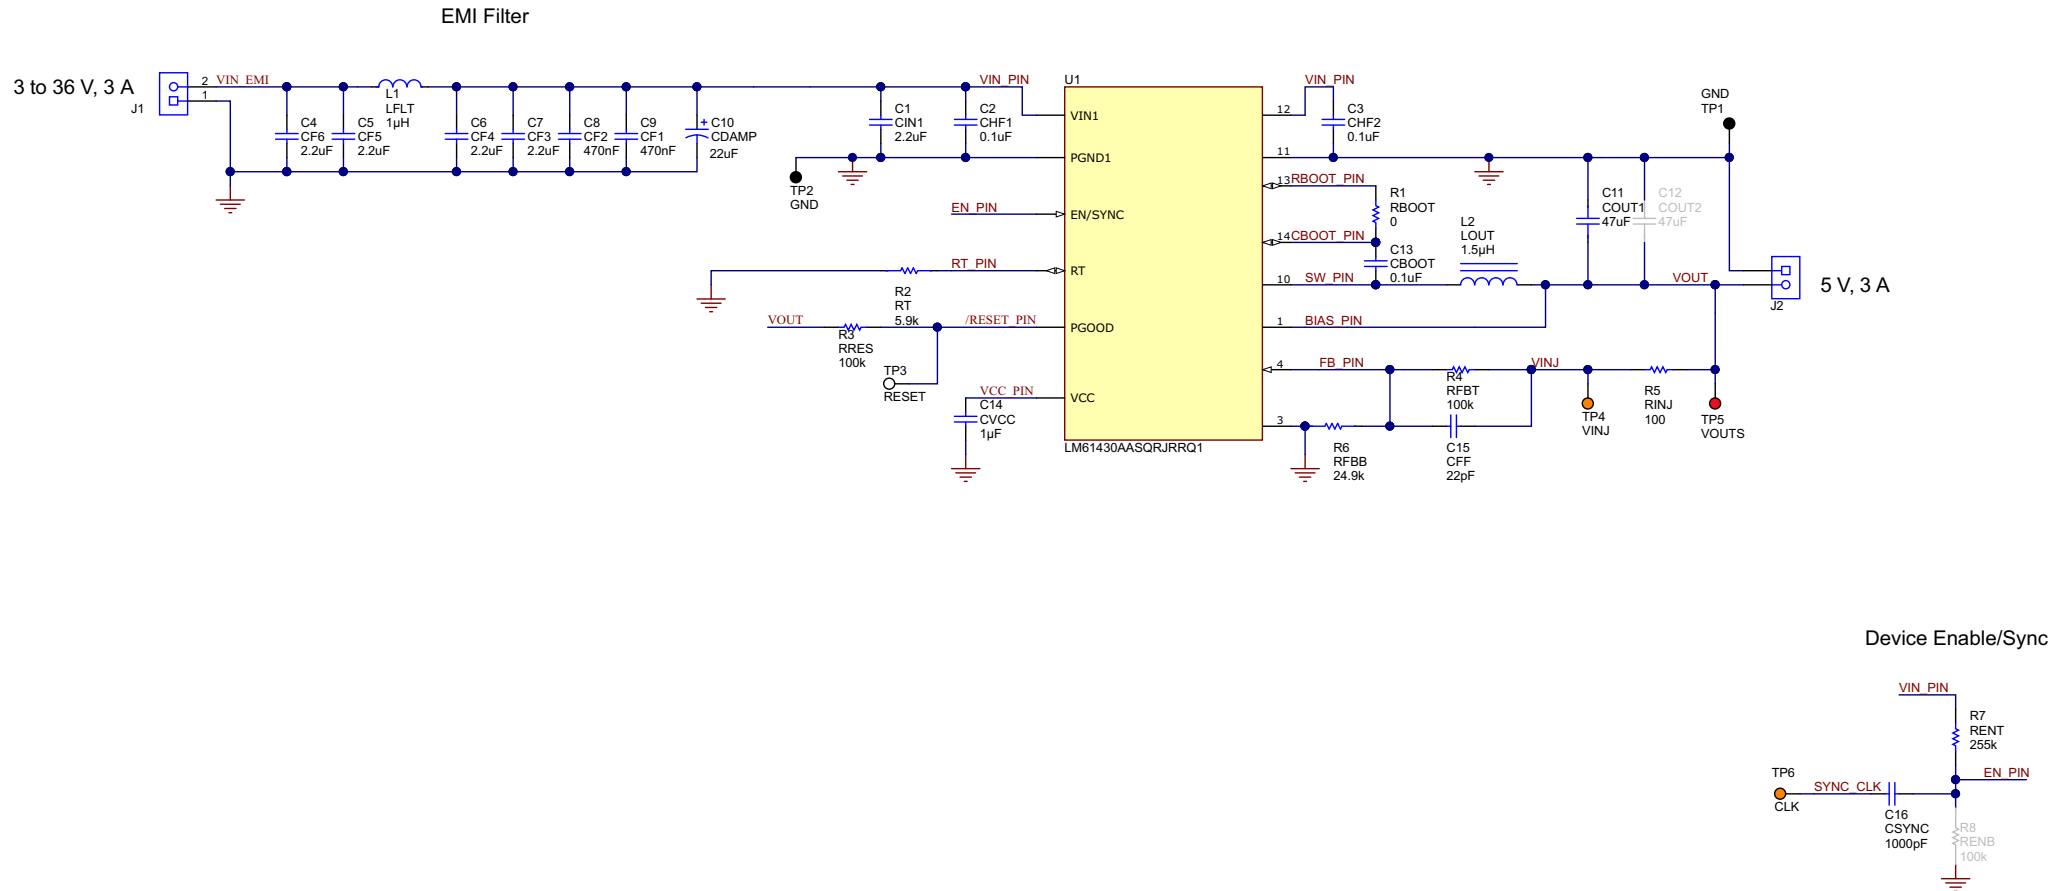 EMI Filter
3 to 36 V, 3 A
J1
2
1
VIN_EMI
C4
CF6
2.2uF
C5
CF5
2.2uF
L1
LFLT
1µH
C6
CF4
2.2uF
C7
CF3
2.2uF
C8
CF2
470nF
C9
CF1
470nF
+
C10
CDAMP
22uF
C1
CIN1
2.2uF
C2
CHF1
0.1uF
VIN_PIN
TP2
GND
EN_PIN
RT_PIN
R2
RT
5.9k
VOUT
R3
RRES
100k
/RESET_PIN
TP3
RESET
VCC_PIN
C14
CVCC
1µF
U1
VIN1
PGND1
EN/SYNC
RT
PGOOD
VCC
LM61430AASQRJRRQ1
12
11
13
14
10
1
4
3
VIN_PIN
C3
CHF2
0.1uF
RBOOT_PIN
R1
RBOOT
0
CBOOT_PIN
C13
CBOOT
0.1uF
SW_PIN
L2
LOUT
1.5µH
BIAS_PIN
C11
COUT1
47uF
C12
COUT2
47uF
GND
TP1
VOUT
J2
5 V, 3 A
FB_PIN
R4
RFBT
100k
VINJ
TP4
VINJ
R5
RINJ
100
TP5
VOUTS
R6
RFBB
24.9k
C15
CFF
22pF
Device Enable/Sync
VIN_PIN
R7
RENT
255k
EN_PIN
TP6
CLK
SYNC_CLK
C16
CSYNC
1000pF
R8
RENB
100k